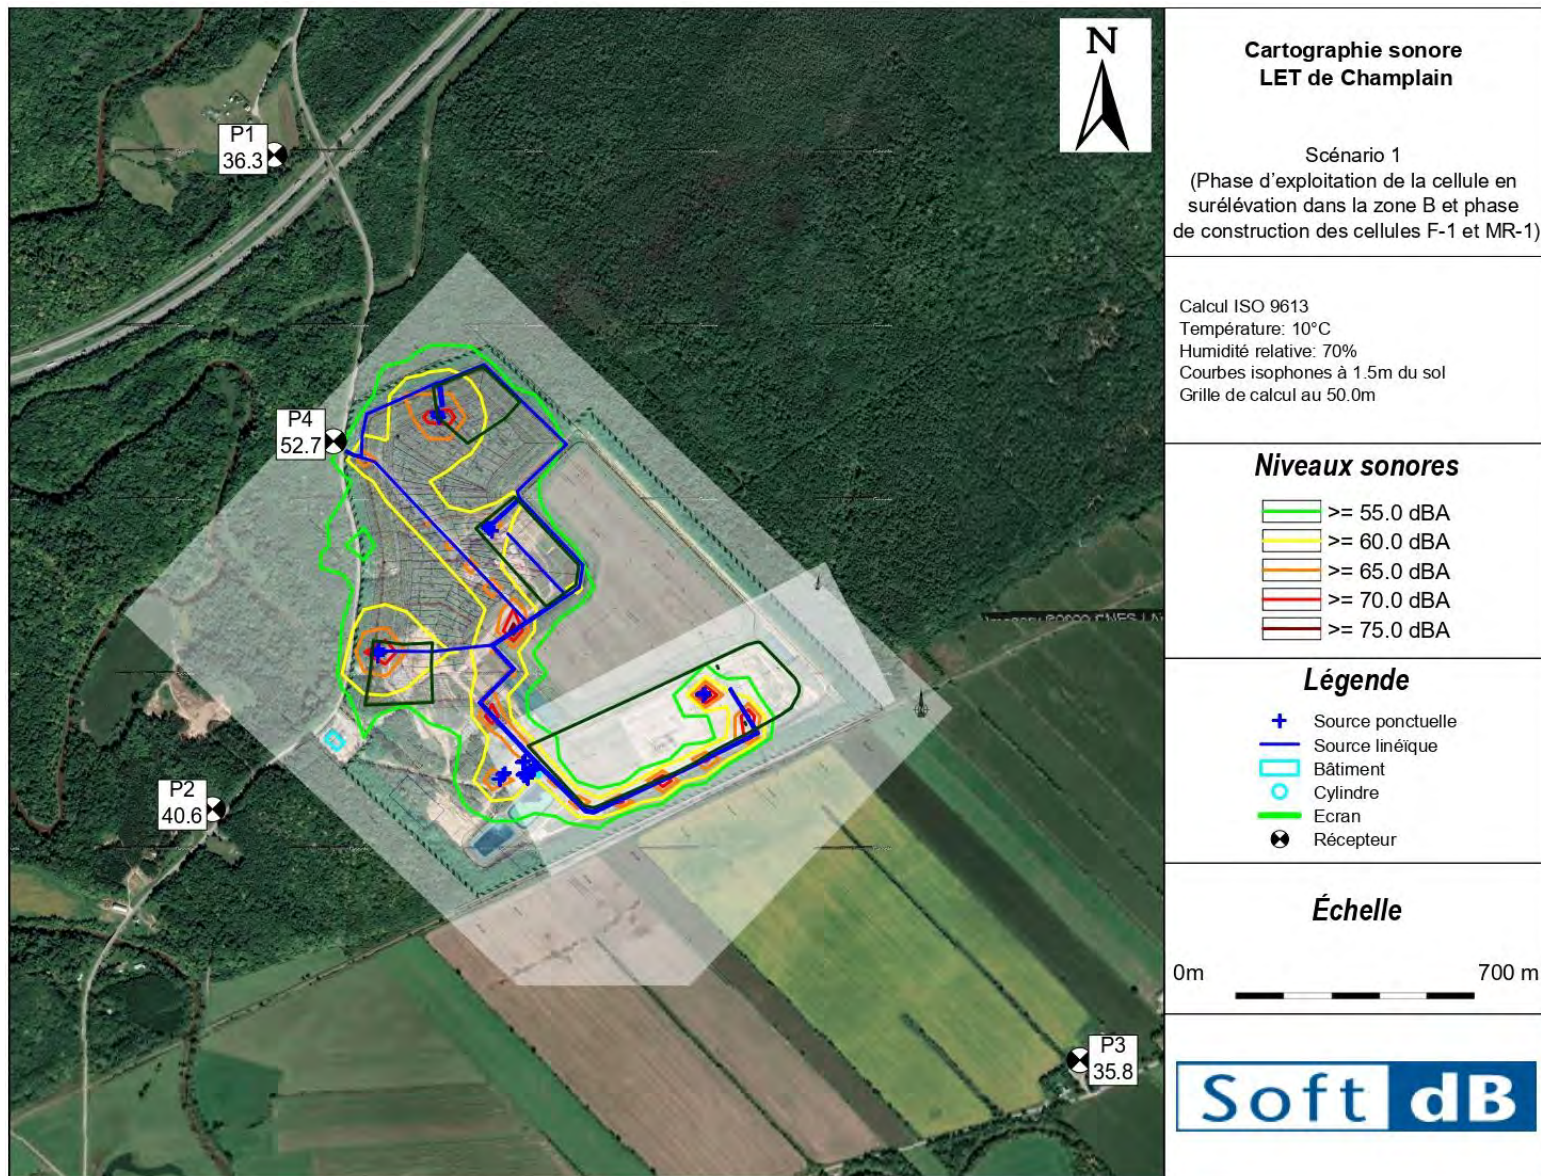 N
P1
36.3
P4
52.7
P2
40.6
P3
35.8
Cartographie sonore
LET de Champlain
Scénario 1
(Phase d'exploitation de la cellule en
surélévation dans la zone B et phase
de construction des cellules F-1 et MR-1)
Calcul ISO 9613
Température: 10°C
Humidité relative: 70%
Courbes isophones à 1.5m du sol
Grille de calcul au 50.0m
Niveaux sonores
>= 55.0 dBA
>= 60.0 dBA
>= 65.0 dBA
>= 70.0 dBA
>= 75.0 dBA
Légende
Source ponctuelle
Source linéïque
Bâtiment
Cylindre
Ecran
Récepteur
Échelle
0m 700 m
Soft dB